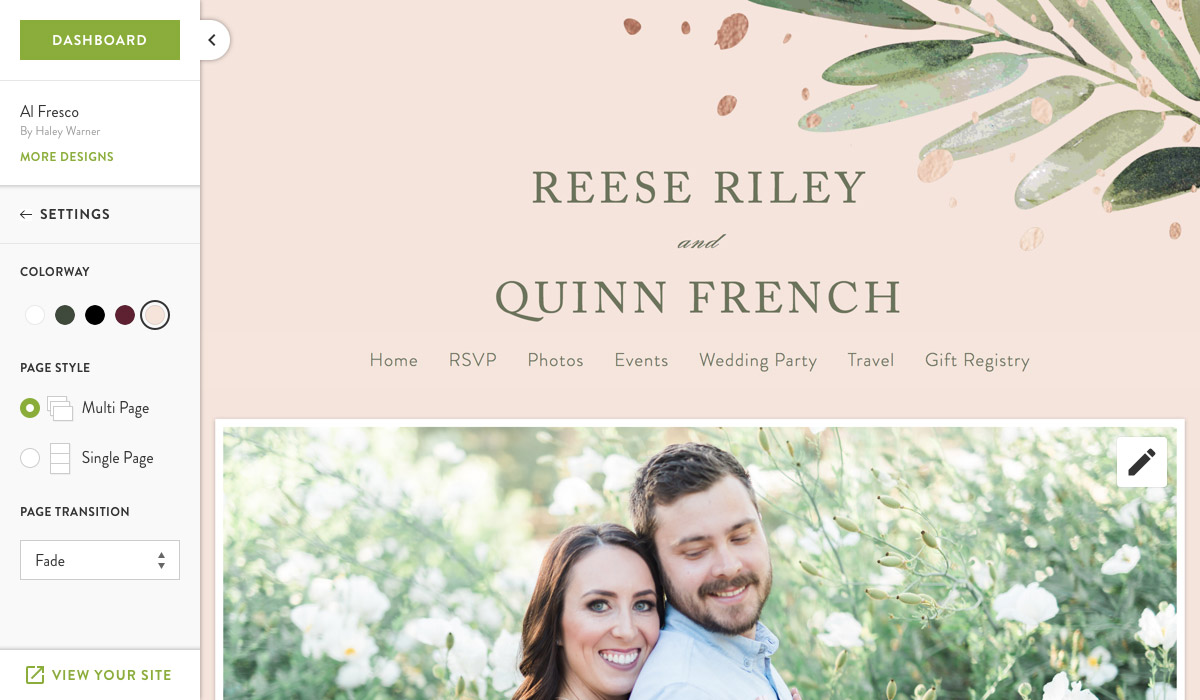 DASHBOARD
Al Fresco
By Haley Warner
MORE DESIGNS
SETTINGS
COLORWAY
PAGE STYLE
Multi Page
Single Page
PAGE TRANSITION
Fade
VIEW YOUR SITE
REESE RILEY
and
QUINN FRENCH
Home RSVP Photos Events Wedding Party Travel Gift Registry